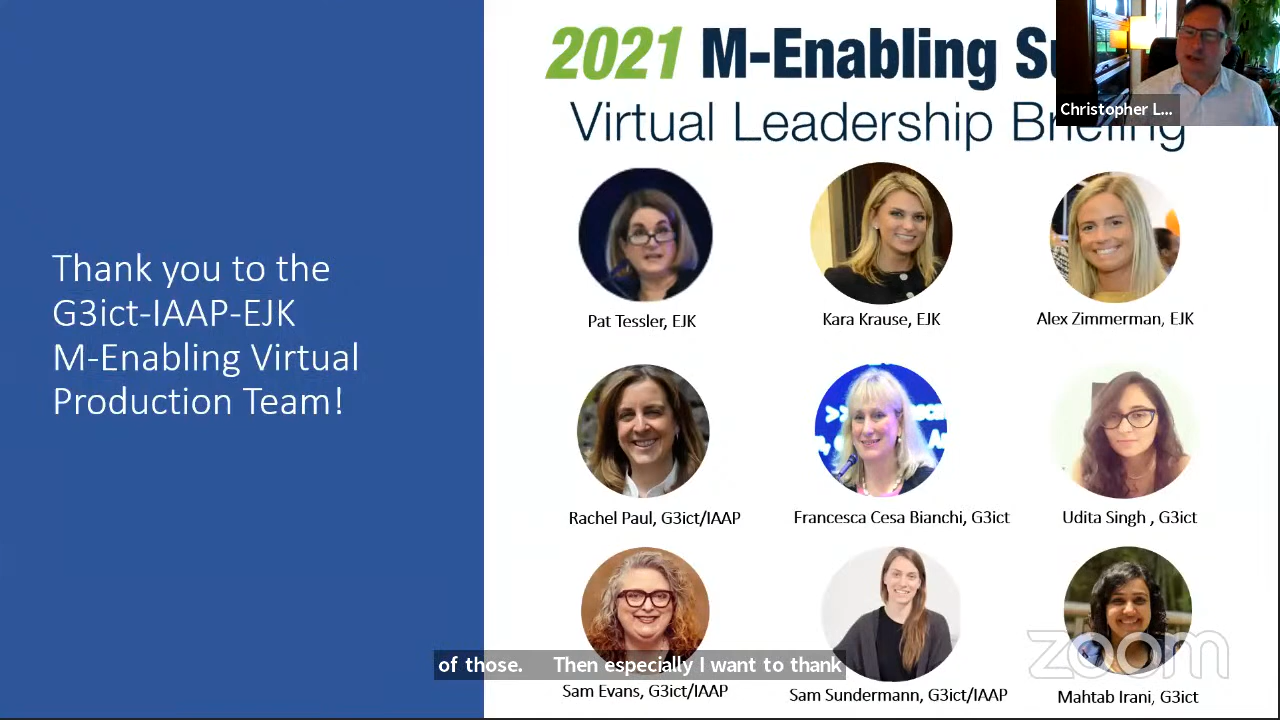 2021 M-Enabling Su
Virtual Leadership Briefing
Christopher L...
Thank you to the
G3ict-IAAP-EJK
M-Enabling Virtual
Production Team!
Pat Tessler, EJK
Kara Krause, EJK
Alex Zimmerman, EJK
Rachel Paul, G3ict/IAAP
Francesca Cesa Bianchi, G3ict
Udita Singh , G3ict
of those. Then especially I want to thank
Sam Evans, G3ict/IAAP
Sam Sundermann, G3ict/IAAP
Mahtab Irani, G3ict
zoom